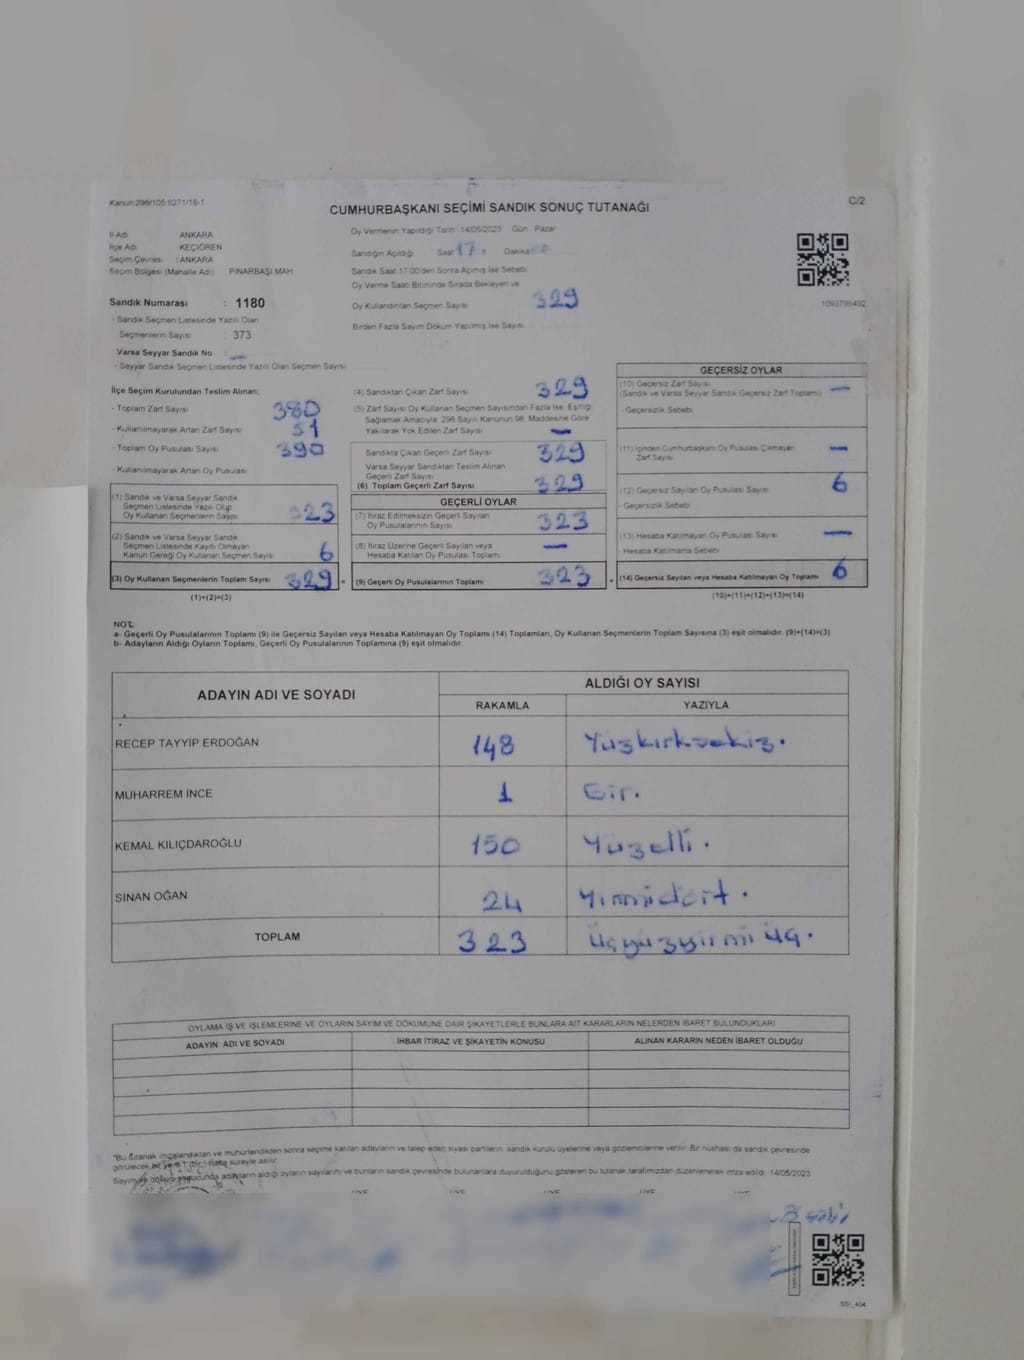 Kanun:298/105,6271/18-1
C/2
CUMHURBAŞKANI SEÇİMİ SANDIK SONUÇ TUTANAĞI
İl Adı ANKARA
İlçe Adı KEÇİÖREN
Seçim Çevresi : ANKARA
Seçim Bölgesi (Mahalle Adı) PINARBAŞI MAH
Sandık Numarası : 1180
- Sandık Seçmen Listesinde Yazılı Olan
Seçmenlerin Sayısı : 373
Varsa Seyyar Sandık No :
- Seyyar Sandık Seçmen Listesinde Yazılı Olan Seçmen Sayısı
Oy Vermenin Yapıldığı Tarih 14/05/2023 Gün Pazar
Sandığın Açıldığı Saat 17 Dakika
Sandık Saat 17:00'den Sonra Açılmış İse Sebebi
Oy Verme Saati Bitiminde Sırada Bekleyen ve
Oy Kullandırılan Seçmen Sayısı 329
Birden Fazla Sayım Döküm Yapılmış İse Sayısı
1093795492
İlçe Seçim Kurulundan Teslim Alınan:
- Toplam Zarf Sayısı 380
- Kullanılmayarak Artan Zarf Sayısı 51
- Toplam Oy Pusulası Sayısı 390
- Kullanılmayarak Artan Oy Pusulası
(1) Sandık ve Varsa Seyyar Sandık
Seçmen Listesinde Yazılı Olup
Oy Kullanan Seçmenlerin Sayısı 323
(2) Sandık ve Varsa Seyyar Sandık
Seçmen Listesinde Kayıtlı Olmayan
Kanun Gereği Oy Kullanan Seçmen Sayısı 6
(3) Oy Kullanan Seçmenlerin Toplam Sayısı 329 =
(1)+(2)=(3)
(4) Sandıktan Çıkan Zarf Sayısı 329
(5) Zarf Sayısı Oy Kullanan Seçmen Sayısından Fazla İse, Eşitliği
Sağlamak Amacıyla 298 Sayılı Kanunun 98. Maddesine Göre
Yakılarak Yok Edilen Zarf Sayısı —
Sandıkta Çıkan Geçerli Zarf Sayısı 329
Varsa Seyyar Sandıktan Teslim Alınan
Geçerli Zarf Sayısı
(6) Toplam Geçerli Zarf Sayısı 329
GEÇERLİ OYLAR
(7) İtiraz Edilmeksizin Geçerli Sayılan
Oy Pusulalarının Sayısı 323
(8) İtiraz Üzerine Geçerli Sayılan veya
Hesaba Katılan Oy Pusulası Toplamı —
(9) Geçerli Oy Pusulalarının Toplamı 323 +
GEÇERSİZ OYLAR
(10) Geçersiz Zarf Sayısı —
(Sandık ve Varsa Seyyar Sandık Geçersiz Zarf Toplamı)
- Geçersizlik Sebebi
(11) İçinden Cumhurbaşkanı Oy Pusulası Çıkmayan —
Zarf Sayısı
(12) Geçersiz Sayılan Oy Pusulası Sayısı 6
- Geçersizlik Sebebi
(13) Hesaba Katılmayan Oy Pusulası Sayısı —
- Hesaba Katılmama Sebebi
(14) Geçersiz Sayılan veya Hesaba Katılmayan Oy Toplamı 6
(10)+(11)+(12)+(13)=(14)
NOT:
a- Geçerli Oy Pusulalarının Toplamı (9) ile Geçersiz Sayılan veya Hesaba Katılmayan Oy Toplamı (14) Toplamları, Oy Kullanan Seçmenlerin Toplam Sayısına (3) eşit olmalıdır. (9)+(14)=(3)
b- Adayların Aldığı Oyların Toplamı, Geçerli Oy Pusulalarının Toplamına (9) eşit olmalıdır.
ADAYIN ADI VE SOYADI
ALDIĞI OY SAYISI
RAKAMLA YAZIYLA
RECEP TAYYİP ERDOĞAN 148 Yüzkırksekiz.
MUHARREM İNCE 1 Bir.
KEMAL KILIÇDAROĞLU 150 Yüzelli.
SİNAN OĞAN 24 Yirmidört.
TOPLAM 323 Üçyüzyirmi üç.
OYLAMA İŞ VE İŞLEMLERİNE VE OYLARIN SAYIM VE DÖKÜMÜNE DAİR ŞİKAYETLERLE BUNLARA AİT KARARLARIN NELERDEN İBARET BULUNDUKLARI
ADAYIN ADI VE SOYADI İHBAR İTİRAZ VE ŞİKAYETİN KONUSU ALINAN KARARIN NEDEN İBARET OLDUĞU
"Bu tutanak imzalandıktan ve mühürlendikten sonra seçime katılan adayların ve talep eden siyasi partilerin sandık kurulu üyelerine veya gözlemcilerine verilir. Bir nüshası da sandık çevresinde
görülecek bir yere 1 (bir) hafta süreyle asılır.
Sayım ve döküm sonucunda adayların aldığı oyların sayılarını ve bunların sandık çevresinde bulunanlara duyurulduğunu gösteren bu tutanak tarafımızdan düzenlenerek imza edildi. 14/05/2023
ÜYE ÜYE ÜYE ÜYE ÜYE